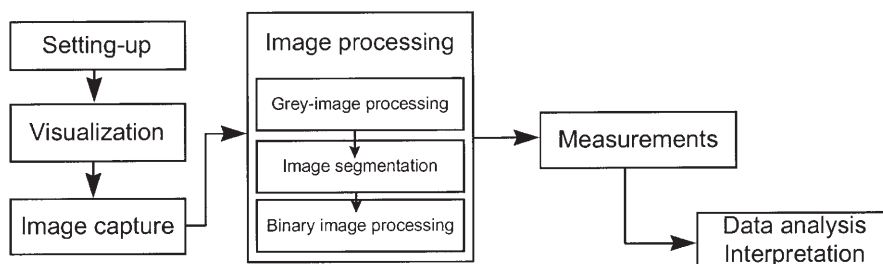 Setting-up
Visualization
Image capture
Image processing
Grey-image processing
Image segmentation
Binary image processing
Measurements
Data analysis
Interpretation